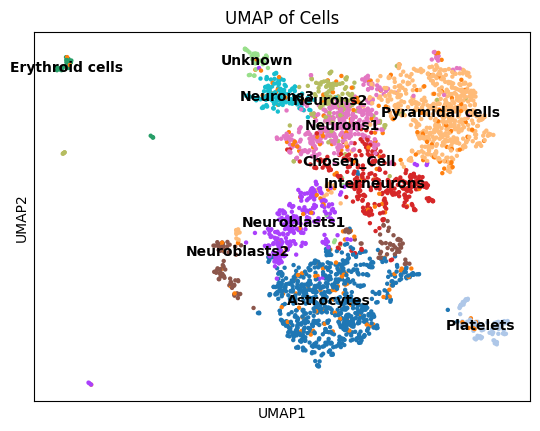 UMAP of Cells
Unknown
Erythroid cells
Neurons3
Neurons2
Pyramidal cells
Neurons1
Chosen_Cell
Interneurons
Neuroblasts1
Neuroblasts2
Astrocytes
Platelets
UMAP2
UMAP1